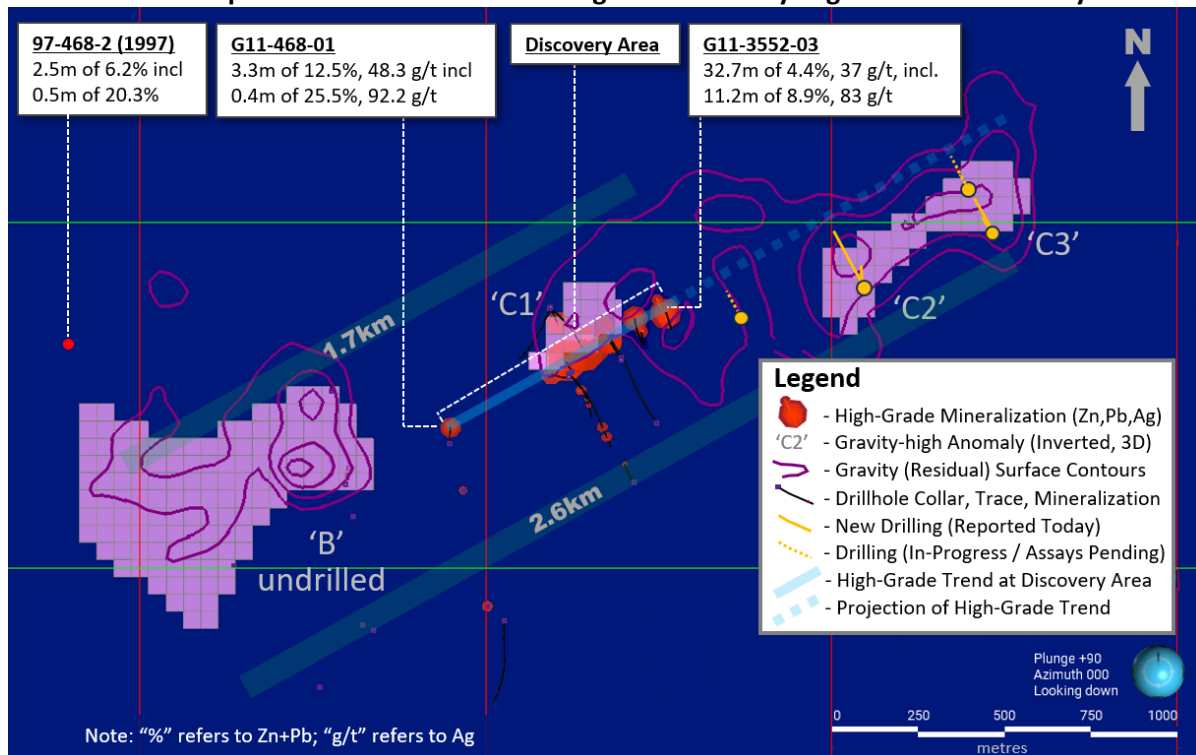 97-468-2 (1997)
2.5m of 6.2% incl
0.5m of 20.3%
G11-468-01
3.3m of 12.5%, 48.3 g/t incl
0.4m of 25.5%, 92.2 g/t
Discovery Area
G11-3552-03
32.7m of 4.4%, 37 g/t, incl.
11.2m of 8.9%, 83 g/t
N
'C3'
'C1'
'C2'
1.7km
2.6km
'B'
undrilled
Legend
- High-Grade Mineralization (Zn,Pb,Ag)
'C2' - Gravity-high Anomaly (Inverted, 3D)
- Gravity (Residual) Surface Contours
- Drillhole Collar, Trace, Mineralization
- New Drilling (Reported Today)
- Drilling (In-Progress / Assays Pending)
- High-Grade Trend at Discovery Area
- Projection of High-Grade Trend
Plunge +90
Azimuth 000
Looking down
0 250 500 750 1000
metres
Note: "%" refers to Zn+Pb; "g/t" refers to Ag